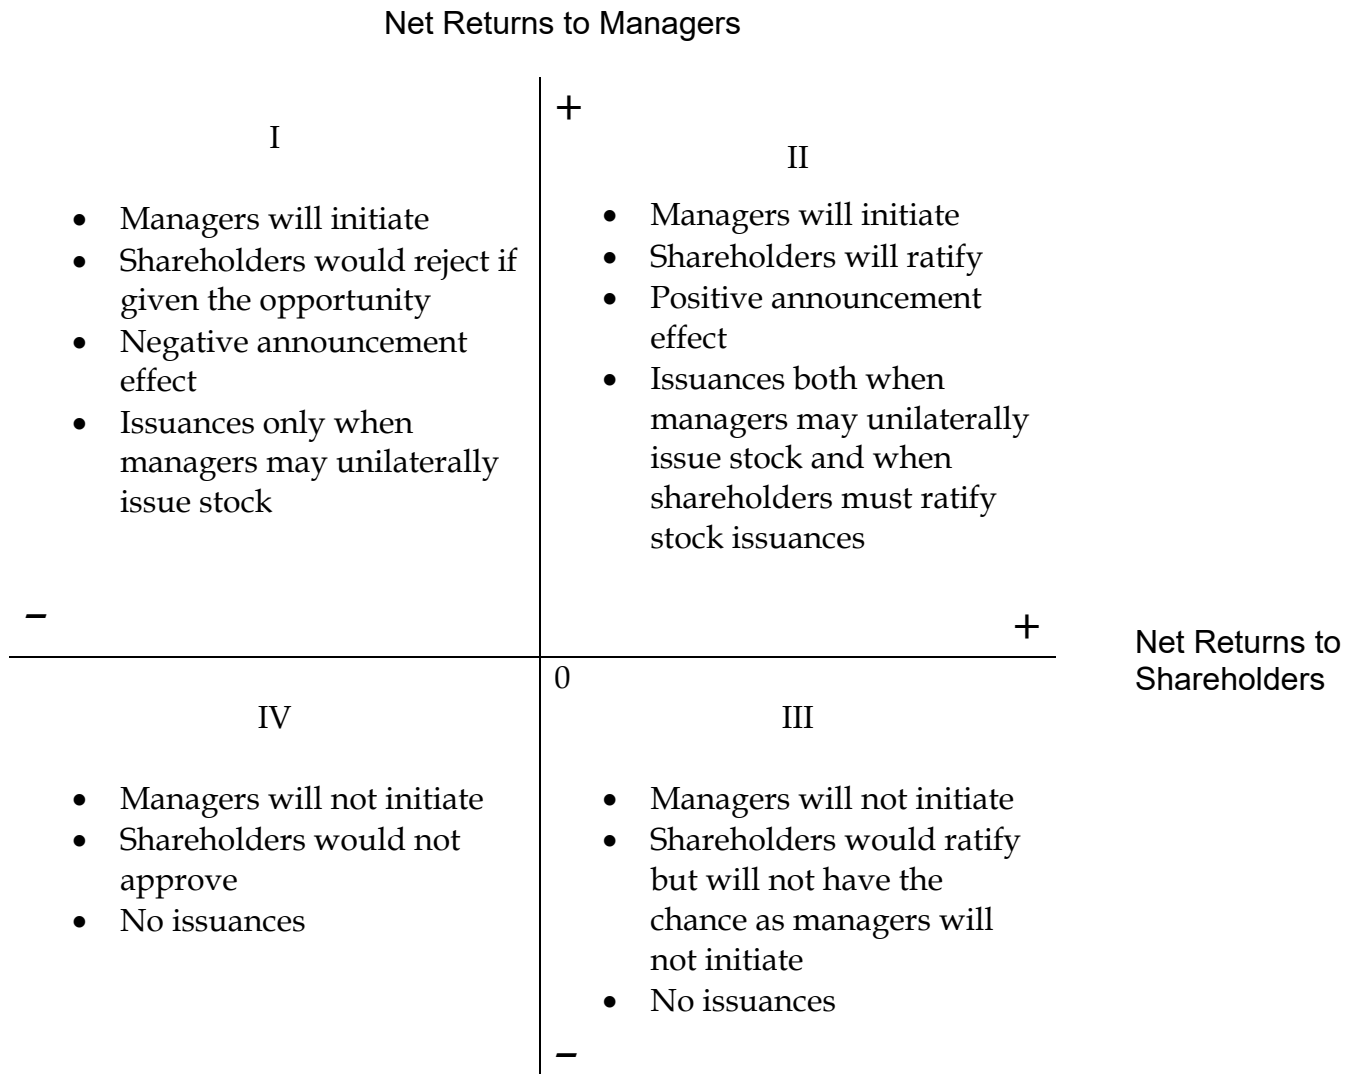 Net Returns to Managers
+
I
• Managers will initiate
• Shareholders would reject if
given the opportunity
• Negative announcement
effect
• Issuances only when
managers may unilaterally
issue stock
II
• Managers will initiate
• Shareholders will ratify
• Positive announcement
effect
• Issuances both when
managers may unilaterally
issue stock and when
shareholders must ratify
stock issuances
–
+
Net Returns to
Shareholders
0
IV
• Managers will not initiate
• Shareholders would not
approve
• No issuances
III
• Managers will not initiate
• Shareholders would ratify
but will not have the
chance as managers will
not initiate
• No issuances
–